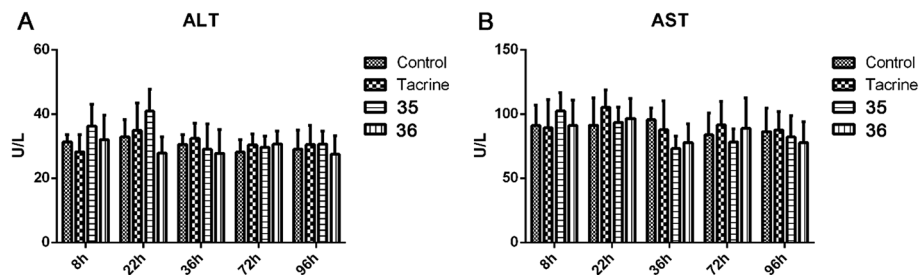 A
ALT
60
40
20
0
U/L
8h
22h
36h
72h
96h
Control
Tacrine
35
36
B
AST
150
100
50
0
U/L
8h
22h
36h
72h
96h
Control
Tacrine
35
36